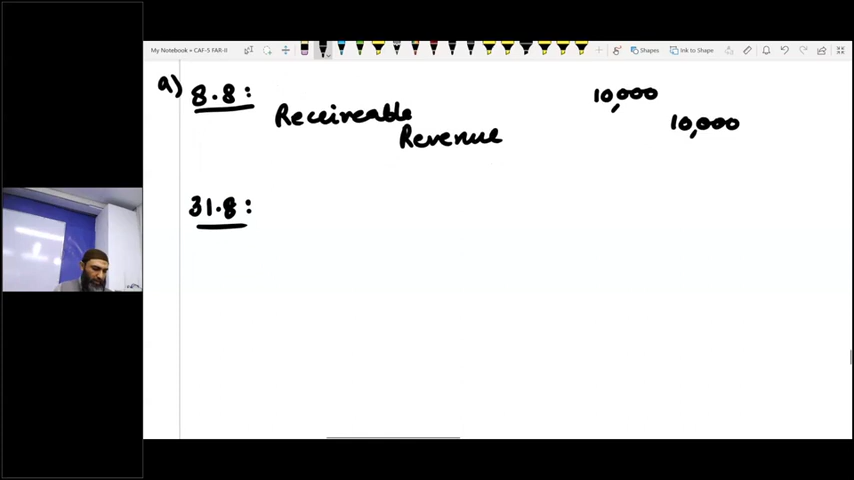 My Notebook » CAF-5 FAR-II
Shapes
Ink to Shape
a) 8.8:
Receireable 10,000
Revenue 10,000
31.8: